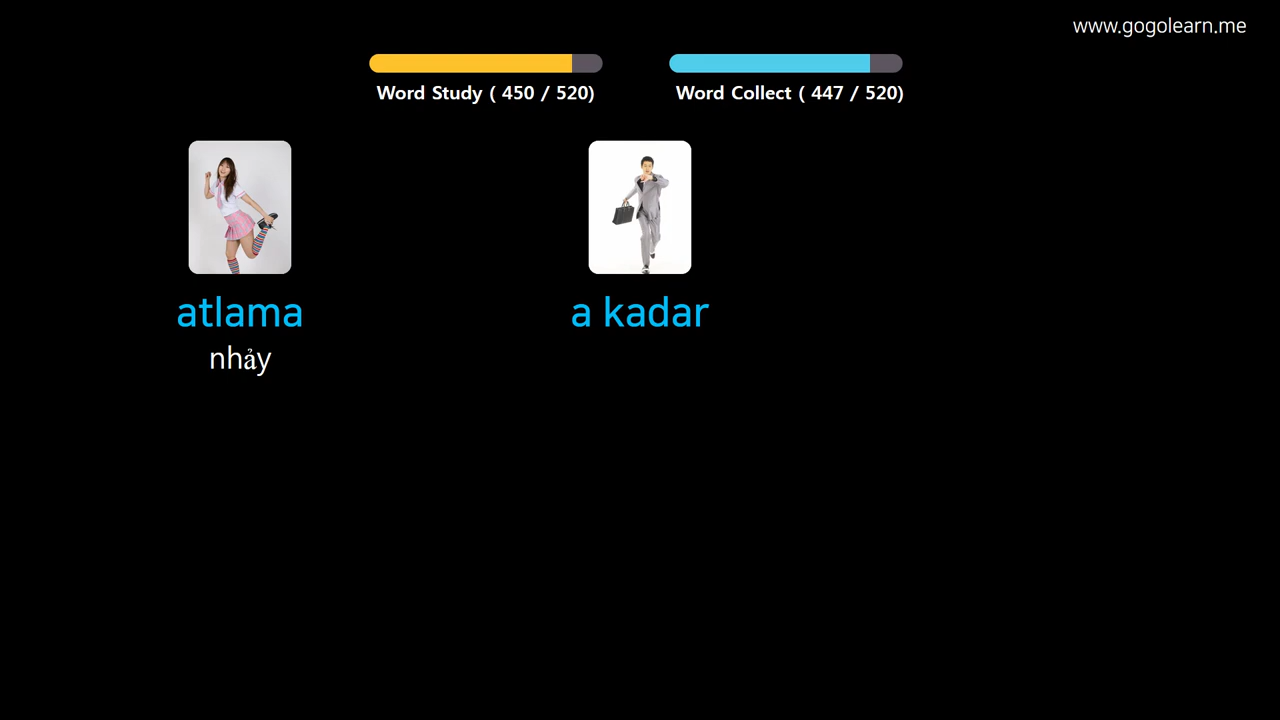 www.gogolearn.me
Word Study ( 450 / 520)
Word Collect ( 447 / 520)
atlama
a kadar
nhảy